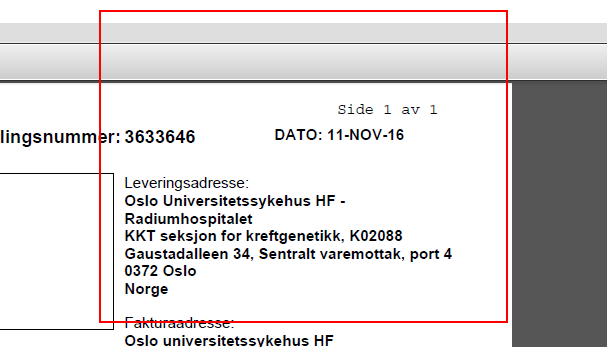 Side 1 av 1
lingsnummer: 3633646 DATO: 11-NOV-16
Leveringsadresse:
Oslo Universitetssykehus HF -
Radiumhospitalet
KKT seksjon for kreftgenetikk, K02088
Gaustadalleen 34, Sentralt varemottak, port 4
0372 Oslo
Norge
Fakturaadresse:
Oslo universitetssykehus HF